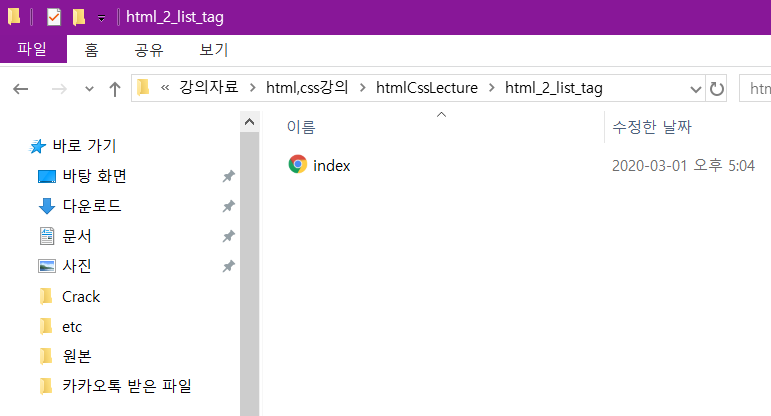 html_2_list_tag
파일 홈 공유 보기
« 강의자료 > html,css강의 > htmlCssLecture > html_2_list_tag htn
이름 수정한 날짜
바로 가기
index 2020-03-01 오후 5:04
바탕 화면
다운로드
문서
사진
Crack
etc
원본
카카오톡 받은 파일